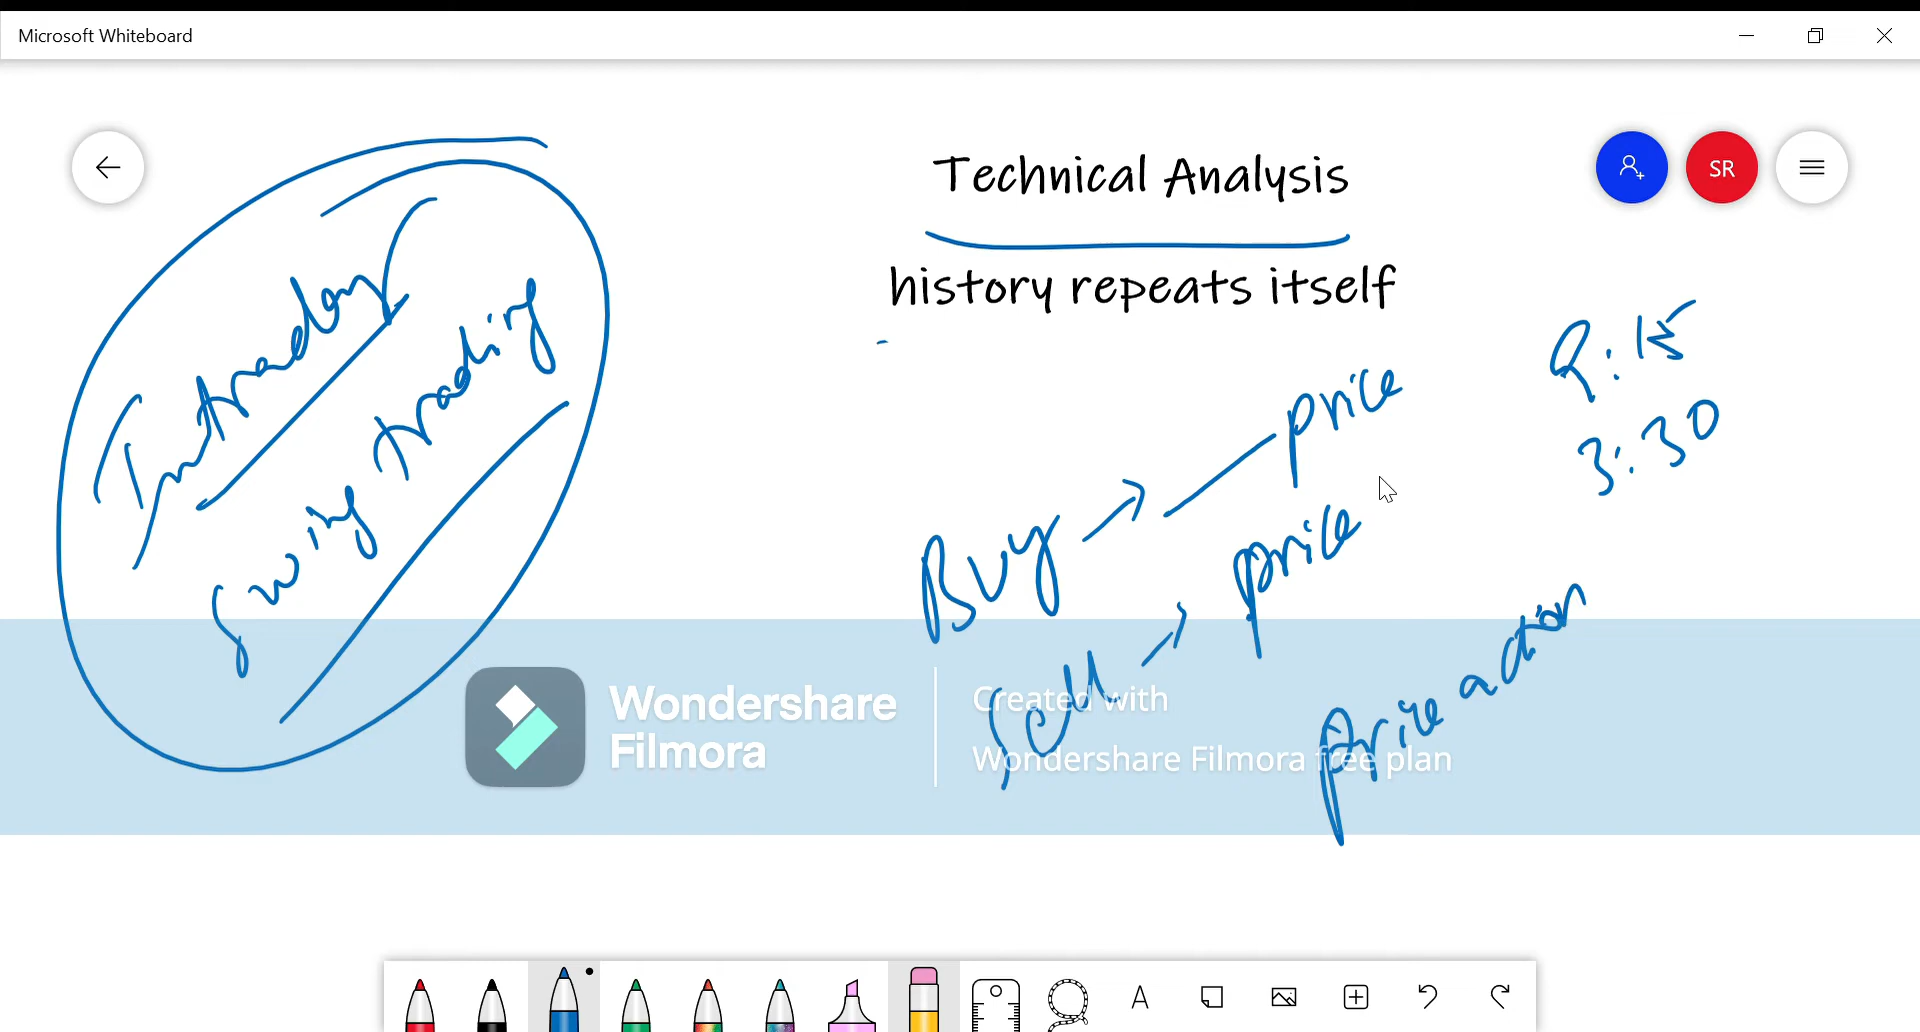 Microsoft Whiteboard
Technical Analysis
SR
history repeats itself
Intraday
Swing trading
9:15
3:30
Buy → price
Sell → price
price action
Wondershare
Filmora
Created with
Wondershare Filmora free plan
A